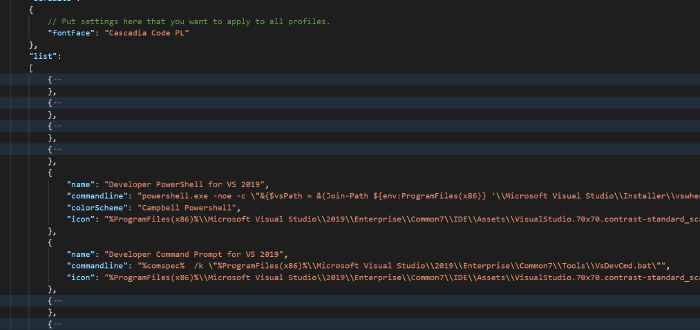 {
// Put settings here that you want to apply to all profiles.
"fontFace": "Cascadia Code PL"
},
"list":
[
{…
},
{…
},
{…
},
{…
},
{
"name": "Developer PowerShell for VS 2019",
"commandline": "powershell.exe -noe -c \"&{$vsPath = &(Join-Path ${env:ProgramFiles(x86)} '\\Microsoft Visual Studio\\Installer\\vswhe
"colorScheme": "Campbell Powershell",
"icon": "%ProgramFiles(x86)%\\Microsoft Visual Studio\\2019\\Enterprise\\Common7\\IDE\\Assets\\VisualStudio.70x70.contrast-standard_sca
},
{
"name": "Developer Command Prompt for VS 2019",
"commandline": "%comspec% /k \"%ProgramFiles(x86)%\\Microsoft Visual Studio\\2019\\Enterprise\\Common7\\Tools\\VsDevCmd.bat\"",
"icon": "%ProgramFiles(x86)%\\Microsoft Visual Studio\\2019\\Enterprise\\Common7\\IDE\\Assets\\VisualStudio.70x70.contrast-standard_sca
},
{…
},
{…